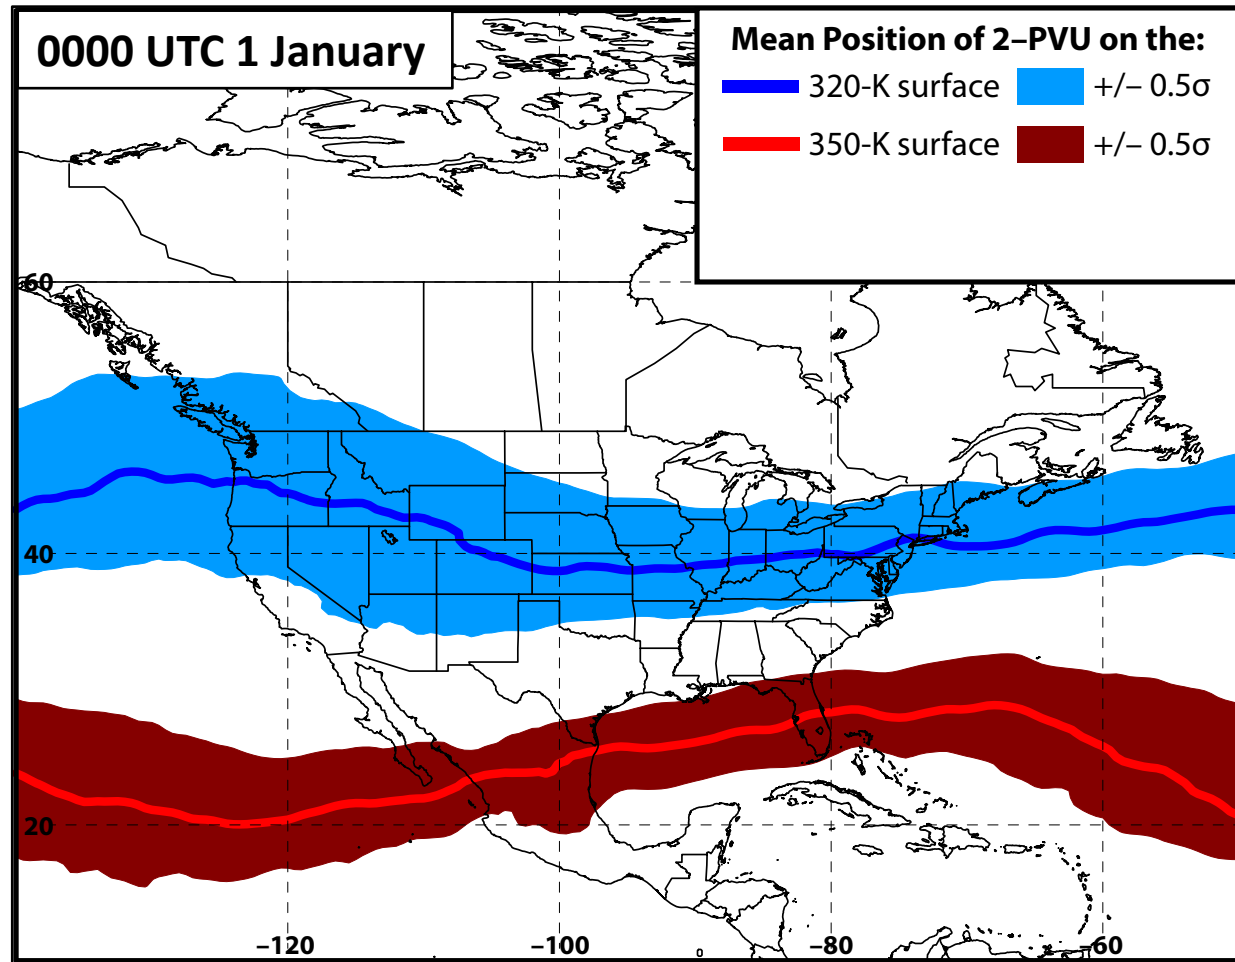 0000 UTC 1 January
Mean Position of 2–PVU on the:
320-K surface +/– 0.5σ
350-K surface +/– 0.5σ
60
40
20
−120 −100 −80 −60